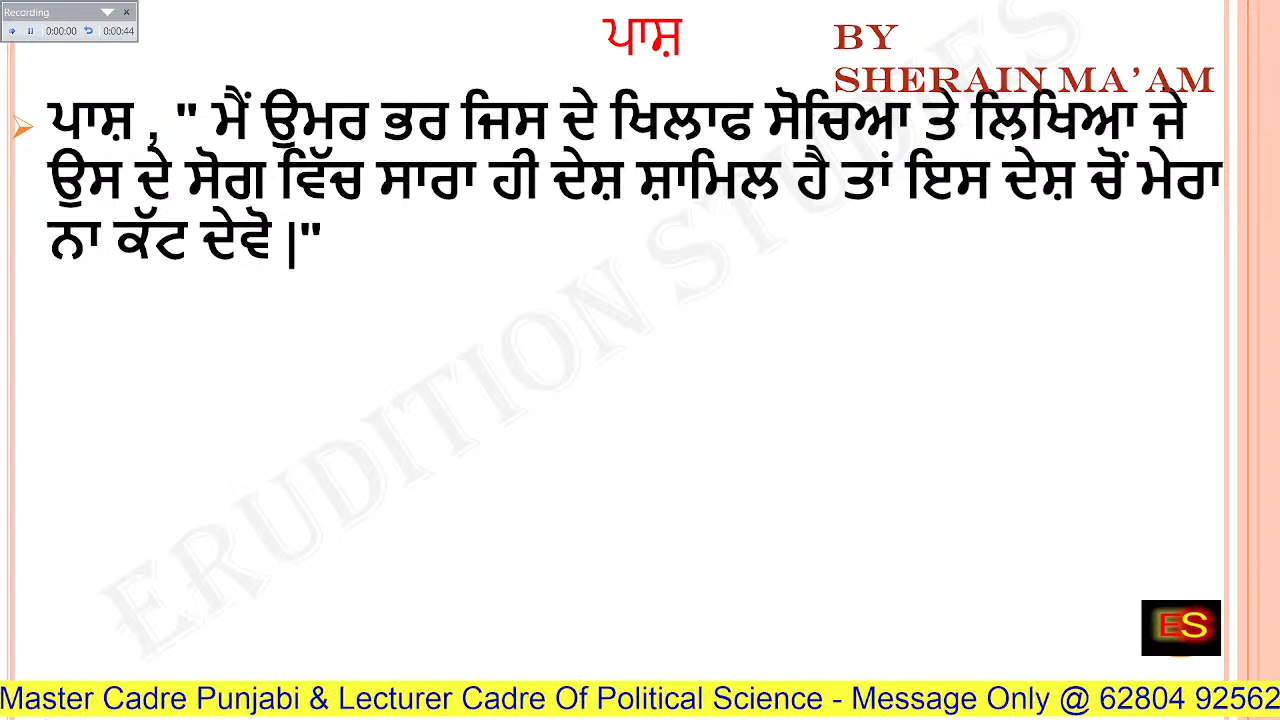 Recording
0:00:00 0:00:44
ਪਾਸ਼
BY
SHERAIN MA'AM
ਪਾਸ਼ , " ਮੈਂ ਉਮਰ ਭਰ ਜਿਸ ਦੇ ਖਿਲਾਫ ਸੋਚਿਆ ਤੇ ਲਿਖਿਆ ਜੇ
ਉਸ ਦੇ ਸੋਗ ਵਿੱਚ ਸਾਰਾ ਹੀ ਦੇਸ਼ ਸ਼ਾਮਿਲ ਹੈ ਤਾਂ ਇਸ ਦੇਸ਼ ਚੋਂ ਮੇਰਾ
ਨਾ ਕੱਟ ਦੇਵੋ |"
ERUDITION STUDIES
ES
Master Cadre Punjabi & Lecturer Cadre Of Political Science - Message Only @ 62804 92562